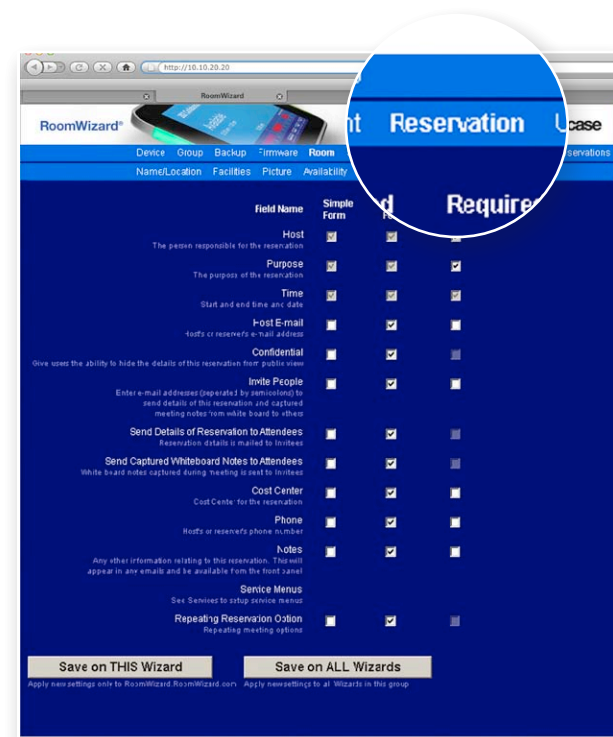 http://10.10.20.20
RoomWizard
RoomWizard®
nt Reservation U case
Device Group Backup Firmware Room servations
Name/Location Facilities Picture Availability
Field Name Simple Form d Require
Host
The person responsible for the reservation
Purpose
The purpose of the reservation
Time
Start and end time and date
Host E-mail
Host's or reserver's e-mail address
Confidential
Give users the ability to hide the details of this reservation from public view
Invite People
Enter e-mail addresses (seperated by semicolons) to
send details of this reservation and captured
meeting notes from white board to others
Send Details of Reservation to Attendees
Reservation details is mailed to Invitees
Send Captured Whiteboard Notes to Attendees
White board notes captured during meeting is sent to Invitees
Cost Center
Cost Center for the reservation
Phone
Host's or reserver's phone number
Notes
Any other information relating to this reservation. This will
appear in any emails and be available from the front panel
Service Menus
See Services to setup service menus
Repeating Reservation Option
Repeating meeting options
Save on THIS Wizard Save on ALL Wizards
Apply new settings only to RoomWizard.RoomWizard.com Apply new settings to all Wizards in this group